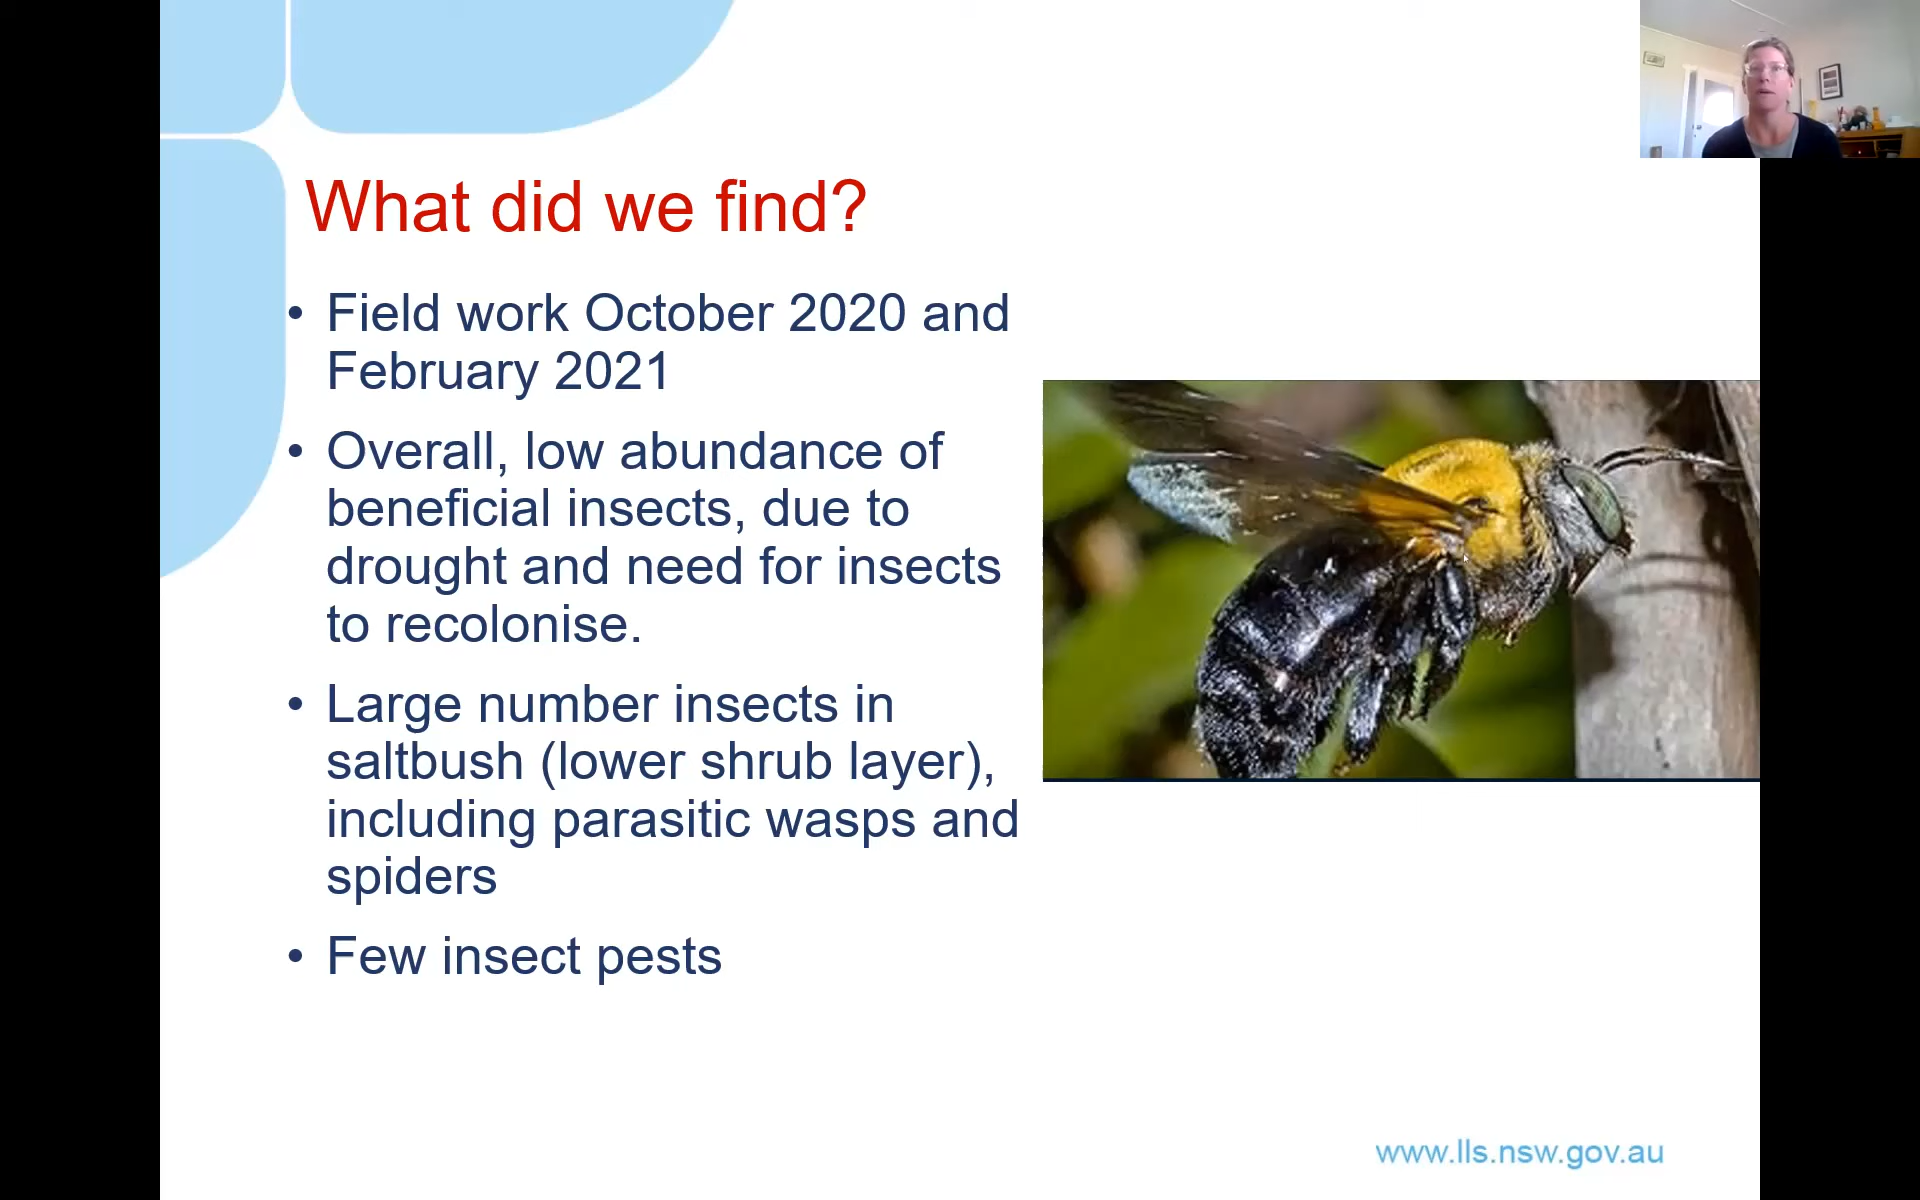 What did we find?
• Field work October 2020 and
February 2021
• Overall, low abundance of
beneficial insects, due to
drought and need for insects
to recolonise.
• Large number insects in
saltbush (lower shrub layer),
including parasitic wasps and
spiders
• Few insect pests
www.lls.nsw.gov.au